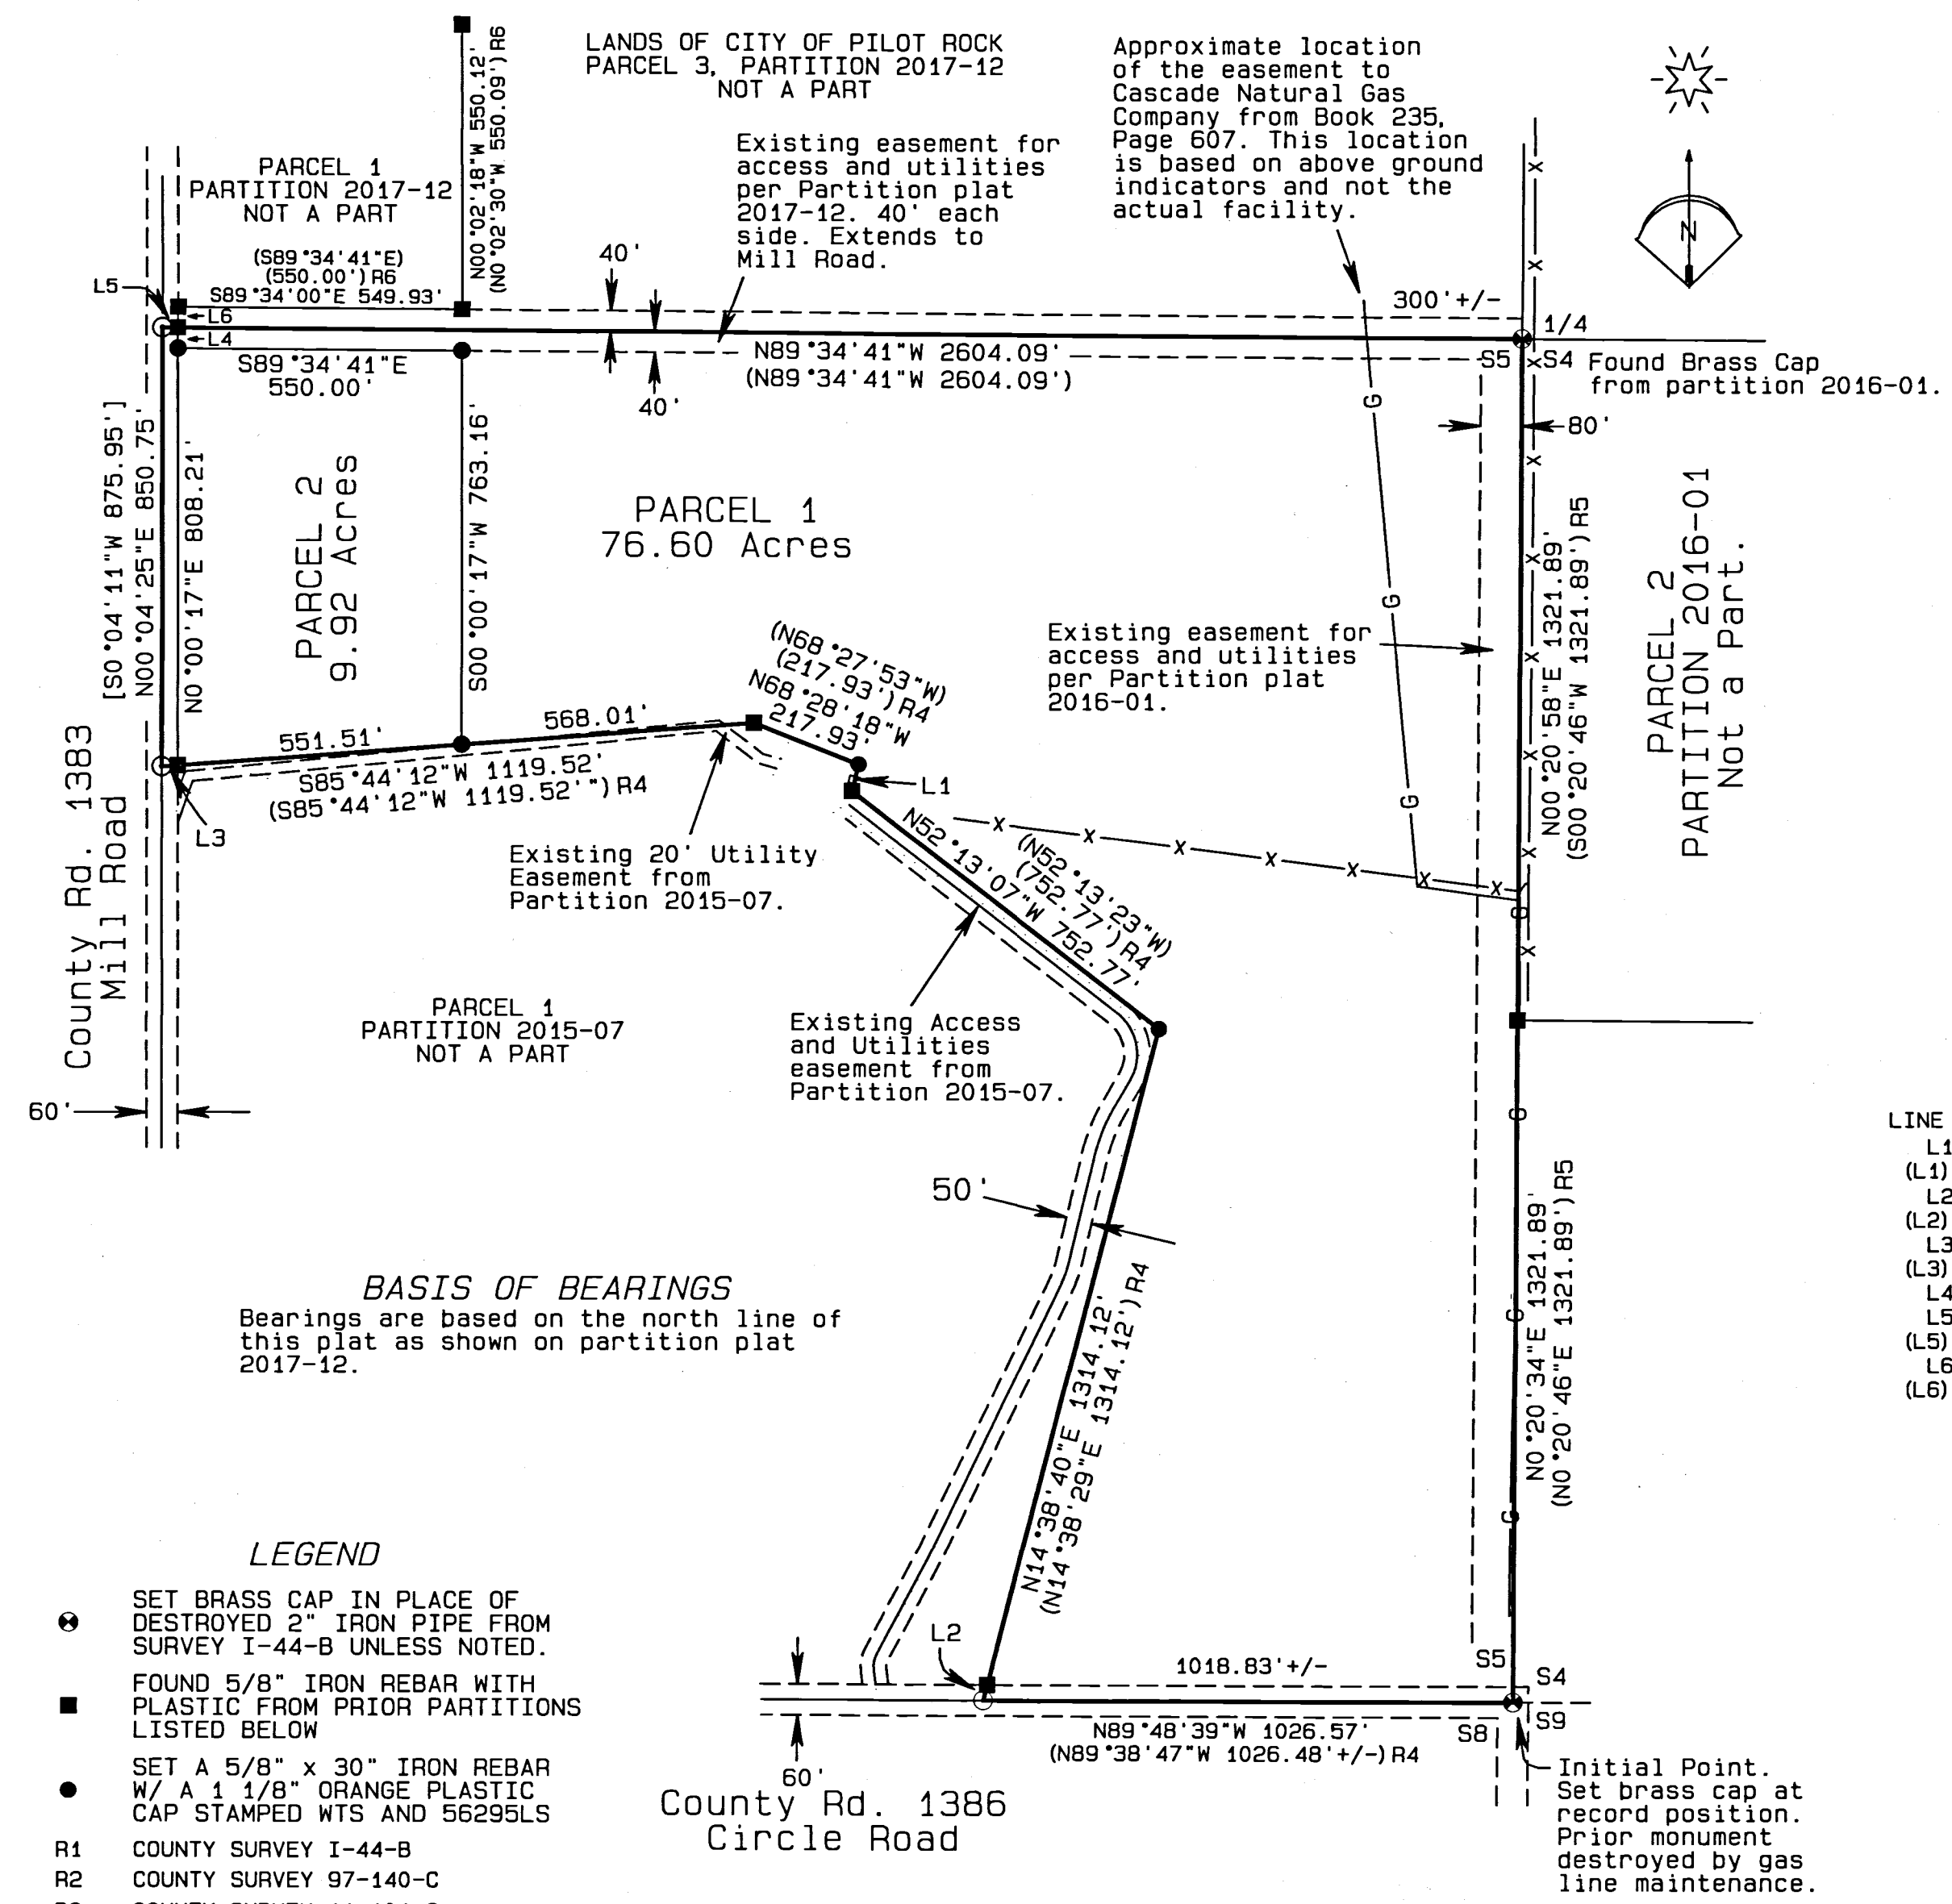 LANDS OF CITY OF PILOT ROCK
PARCEL 3, PARTITION 2017-12
NOT A PART
Approximate location
of the easement to
Cascade Natural Gas
Company from Book 235,
Page 607. This location
is based on above ground
indicators and not the
actual facility.
N00°02'18"W 550.12'
(N0°02'30"W 550.09')R6
Existing easement for
access and utilities
per Partition plat
2017-12. 40' each
side. Extends to
Mill Road.
PARCEL 1
PARTITION 2017-12
NOT A PART
N
(S89°34'41"E)
(550.00')R6
S89°34'00"E 549.93'
L5
L6
L4
40'
300'+/-
1/4
S89°34'41"E
550.00'
N89°34'41"W 2604.09'
(N89°34'41"W 2604.09')
40'
S5
S4
Found Brass Cap
from partition 2016-01.
80'
[S0°04'11"W 875.95']
N00°04'25"E 850.75'
N0°00'17"E 808.21'
PARCEL 2
9.92 Acres
S00°00'17"W 763.16'
PARCEL 1
76.60 Acres
G
G
G
X
X
X
X
X
X
X
X
X
X
N00°20'58"E 1321.89'
(S00°20'46"W 1321.89')R5
PARCEL 2
PARTITION 2016-01
Not a Part.
Existing easement for
access and utilities
per Partition plat
2016-01.
(N68°27'53"W)
(217.93')R4
N68°28'18"W
217.93'
551.51'
568.01'
S85°44'12"W 1119.52'
(S85°44'12"W 1119.52'")R4
L1
L3
County Rd. 1383
Mill Road
Existing 20' Utility
Easement from
Partition 2015-07.
X
X
X
X
X
X
X
(N52°13'23"W)
(752.77')R4
N52°13'07"W 752.77'
PARCEL 1
PARTITION 2015-07
NOT A PART
Existing Access
and Utilities
easement from
Partition 2015-07.
60'
50'
G
G
G
G
LINE
L1
(L1)
L2
(L2)
L3
(L3)
L4
L5
(L5)
L6
(L6)
N0°20'34"E 1321.89'
(N0°20'46"E 1321.89')R5
N14°38'40"E 1314.12'
(N14°38'29"E 1314.12')R4
BASIS OF BEARINGS
Bearings are based on the north line of
this plat as shown on partition plat
2017-12.
L2
1018.83'+/-
S5
S4
S8
S9
N89°48'39"W 1026.57'
(N89°38'47"W 1026.48'+/-)R4
60'
County Rd. 1386
Circle Road
Initial Point.
Set brass cap at
record position.
Prior monument
destroyed by gas
line maintenance.
LEGEND
SET BRASS CAP IN PLACE OF
DESTROYED 2" IRON PIPE FROM
SURVEY I-44-B UNLESS NOTED.
FOUND 5/8" IRON REBAR WITH
PLASTIC FROM PRIOR PARTITIONS
LISTED BELOW
SET A 5/8" x 30" IRON REBAR
W/ A 1 1/8" ORANGE PLASTIC
CAP STAMPED WTS AND 56295LS
R1 COUNTY SURVEY I-44-B
R2 COUNTY SURVEY 97-140-C